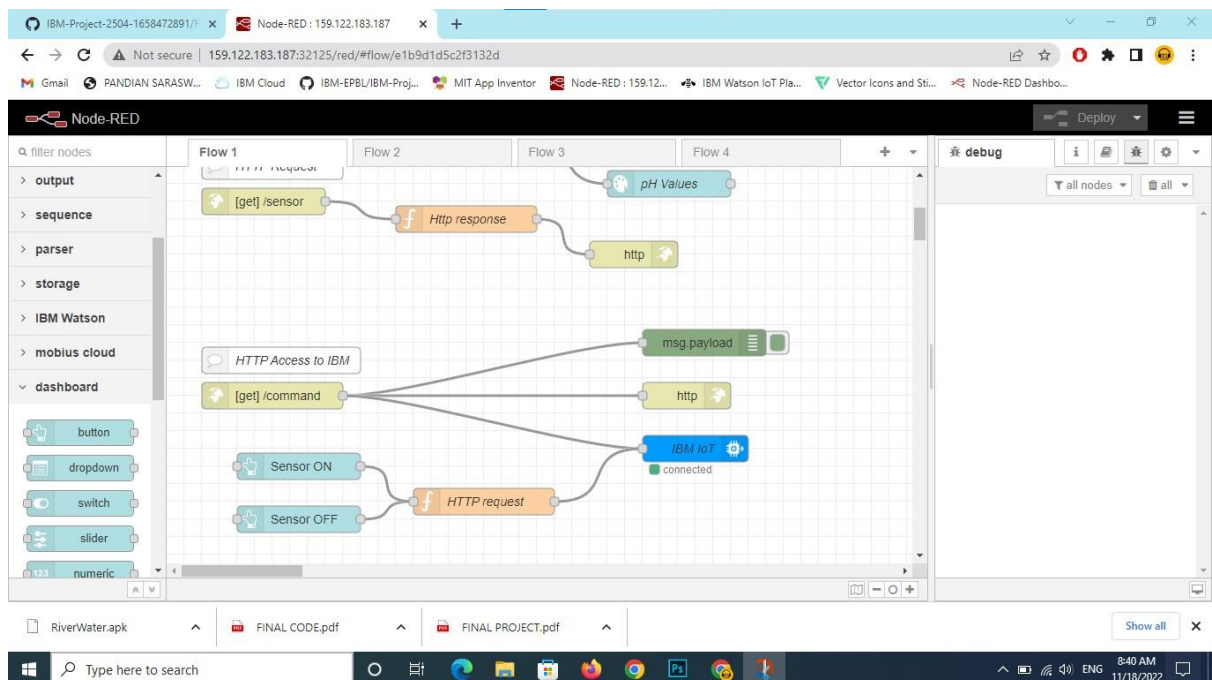 IBM-Project-2504-1658472891/F
Node-RED : 159.122.183.187
Not secure | 159.122.183.187:32125/red/#flow/e1b9d1d5c2f3132d
Gmail PANDIAN SARASW... IBM Cloud IBM-EPBL/IBM-Proj... MIT App Inventor Node-RED : 159.12... IBM Watson IoT Pla... Vector Icons and Sti... Node-RED Dashbo...
Node-RED Deploy
filter nodes
Flow 1 Flow 2 Flow 3 Flow 4
debug
all nodes all
output
sequence
parser
storage
IBM Watson
mobius cloud
dashboard
button
dropdown
switch
slider
123 numeric
HTTP Request
pH Values
[get] /sensor
Http response
http
msg.payload
HTTP Access to IBM
[get] /command
http
IBM IoT
connected
Sensor ON
HTTP request
Sensor OFF
RiverWater.apk FINAL CODE.pdf FINAL PROJECT.pdf Show all
Type here to search
Ps
ENG
8:40 AM
11/18/2022